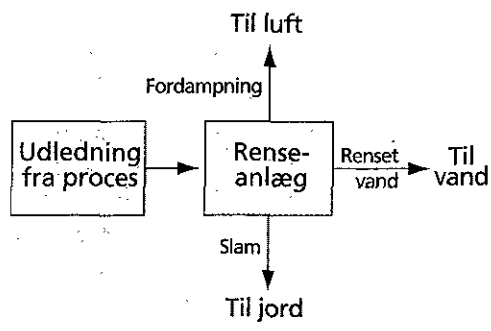 Til luft
Fordampning
Udledning
fra proces
Rense-
anlæg
Renset
vand
Til
vand
Slam
Til jord